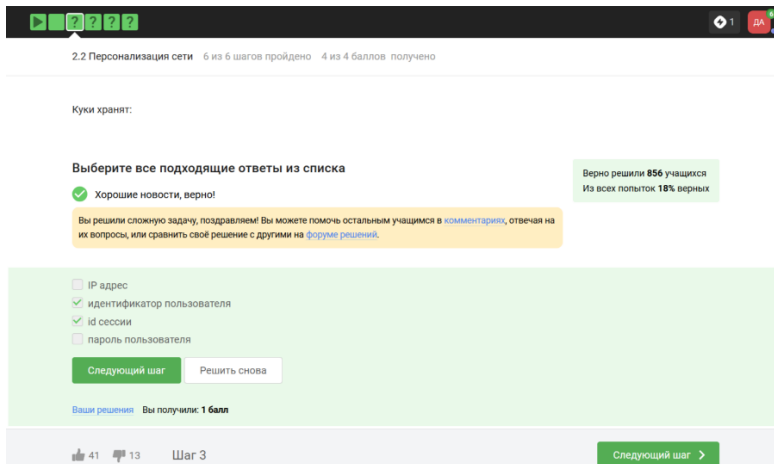 ? ? ? ?
1 ДА 6
2.2 Персонализация сети 6 из 6 шагов пройдено 4 из 4 баллов получено
Куки хранят:
Выберите все подходящие ответы из списка
Хорошие новости, верно!
Верно решили 856 учащихся
Из всех попыток 18% верных
Вы решили сложную задачу, поздравляем! Вы можете помочь остальным учащимся в комментариях, отвечая на
их вопросы, или сравнить своё решение с другими на форуме решений.
IP адрес
идентификатор пользователя
id сессии
пароль пользователя
Следующий шаг Решить снова
Ваши решения Вы получили: 1 балл
41 13 Шаг 3 Следующий шаг